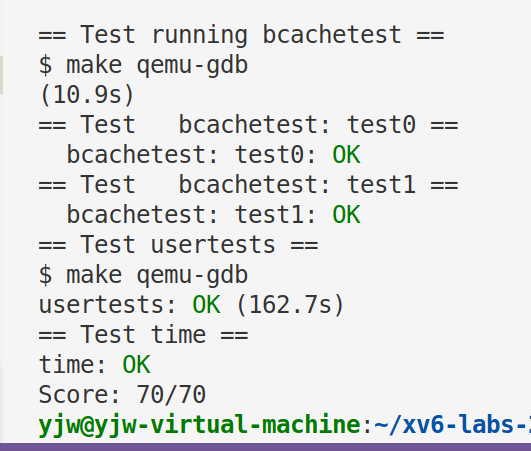 == Test running bcachetest ==
$ make qemu-gdb
(10.9s)
== Test   bcachetest: test0 ==
  bcachetest: test0: OK
== Test   bcachetest: test1 ==
  bcachetest: test1: OK
== Test usertests ==
$ make qemu-gdb
usertests: OK (162.7s)
== Test time ==
time: OK
Score: 70/70
yjw@yjw-virtual-machine:~/xv6-labs-